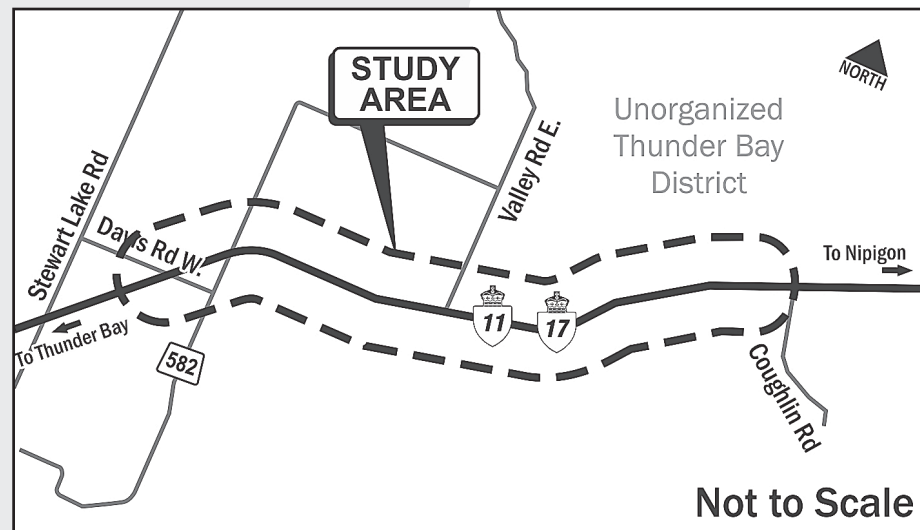 STUDY
AREA
NORTH
Unorganized
Thunder Bay
District
Stewart Lake Rd
Davis Rd W.
Valley Rd E.
To Nipigon
11
17
To Thunder Bay
582
Coughlin Rd
Not to Scale